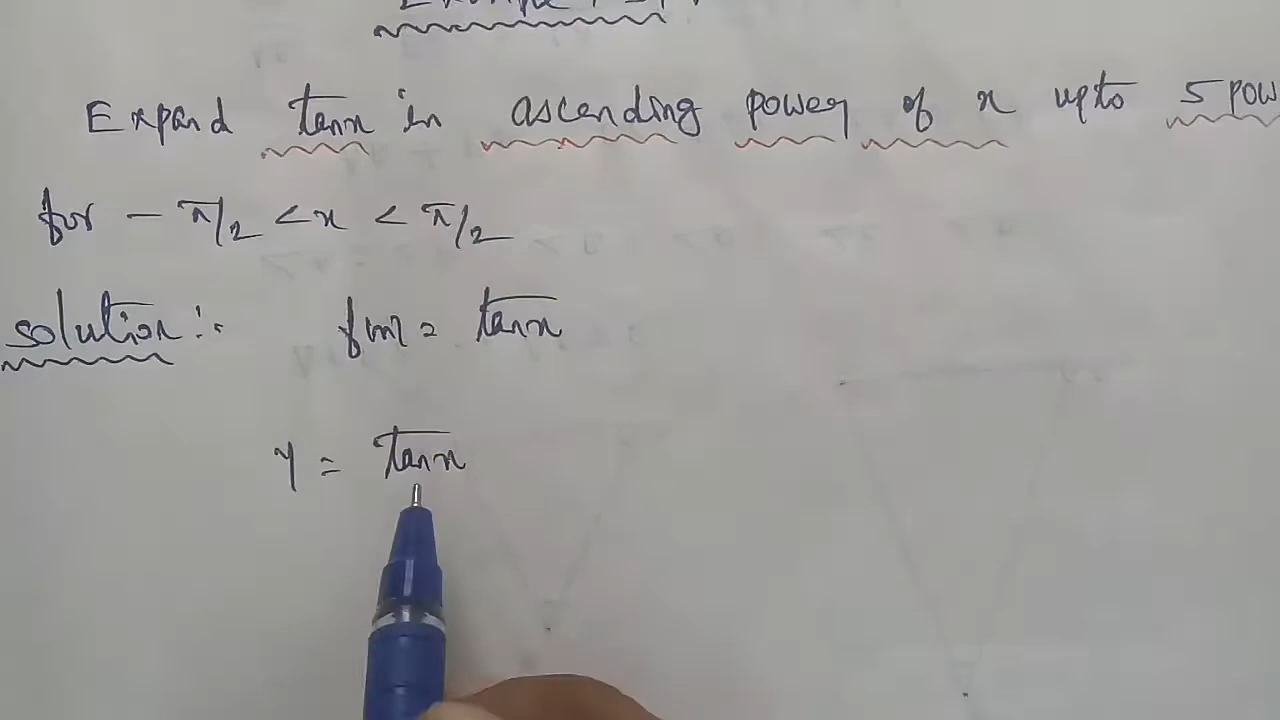 Expand tanx in ascending power of x upto 5 pow
for - π/2 < x < π/2
solution :- f(x) = tanx
y = tanx